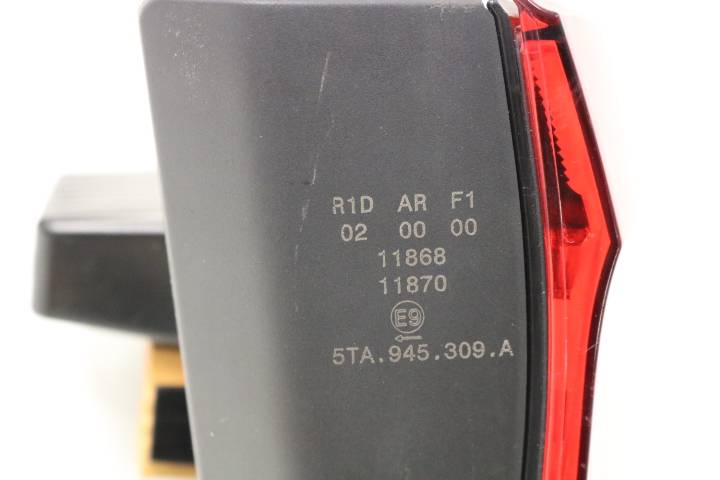 R1D AR F1
02 00 00
11868
11870
E9
←
5TA.945.309.A